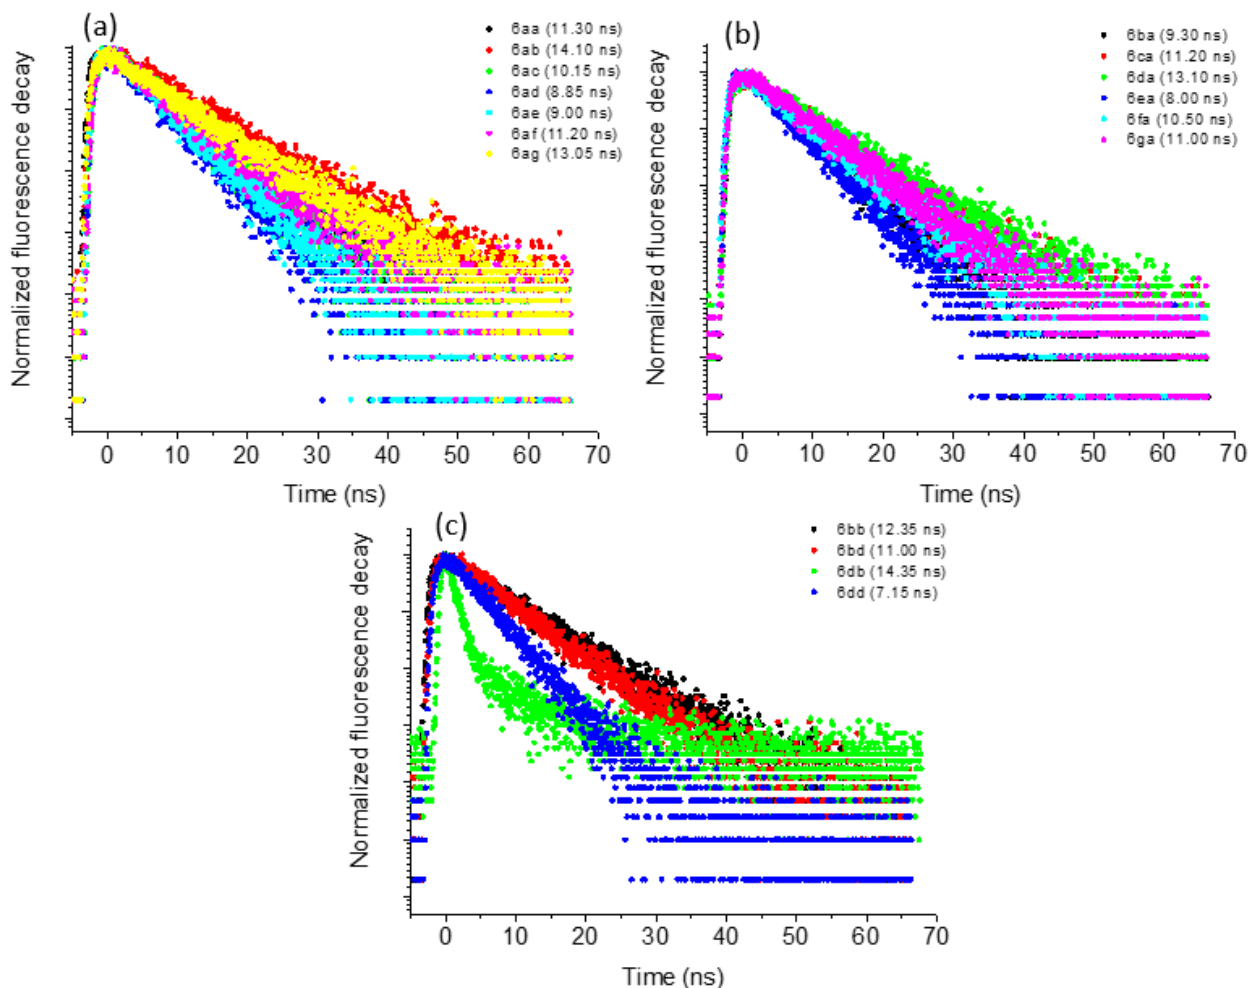 (a)
6aa (11.30 ns)
6ab (14.10 ns)
6ac (10.15 ns)
6ad (8.85 ns)
6ae (9.00 ns)
6af (11.20 ns)
6ag (13.05 ns)
Normalized fluorescence decay
0 10 20 30 40 50 60 70
Time (ns)
(b)
6ba (9.30 ns)
6ca (11.20 ns)
6da (13.10 ns)
6ea (8.00 ns)
6fa (10.50 ns)
6ga (11.00 ns)
Normalized fluorescence decay
0 10 20 30 40 50 60 70
Time (ns)
(c)
6bb (12.35 ns)
6bd (11.00 ns)
6db (14.35 ns)
6dd (7.15 ns)
Normalized fluorescence decay
0 10 20 30 40 50 60 70
Time (ns)